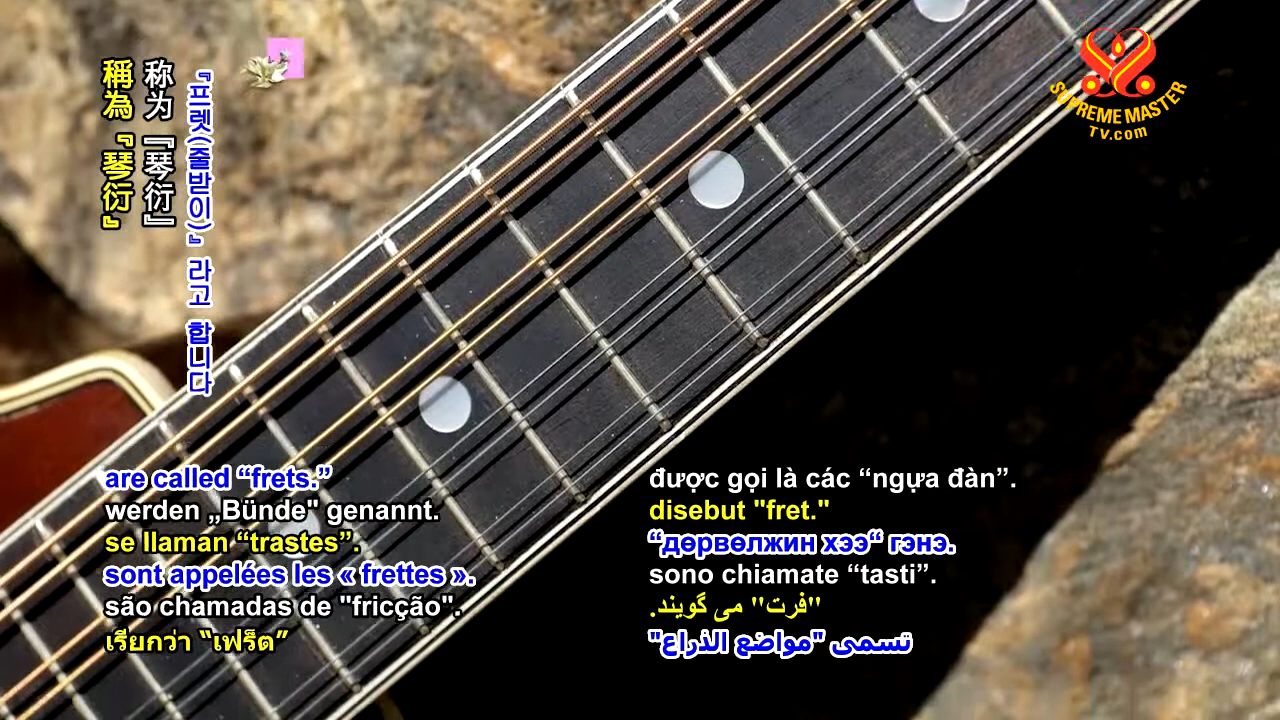 稱為『琴衍』
称为『琴衍』
『프렛(줄받이)』라고 합니다
SUPREME MASTER
TV.com
are called “frets.”
werden „Bünde" genannt.
se llaman “trastes”.
sont appelées les « frettes ».
são chamadas de "fricção".
เรียกว่า “เฟร็ต”
được gọi là các “ngựa đàn”.
disebut "fret."
“дөрвөлжин хээ“ гэнэ.
sono chiamate “tasti”.
"فرت" می گویند.
تسمى "مواضع الذراع"